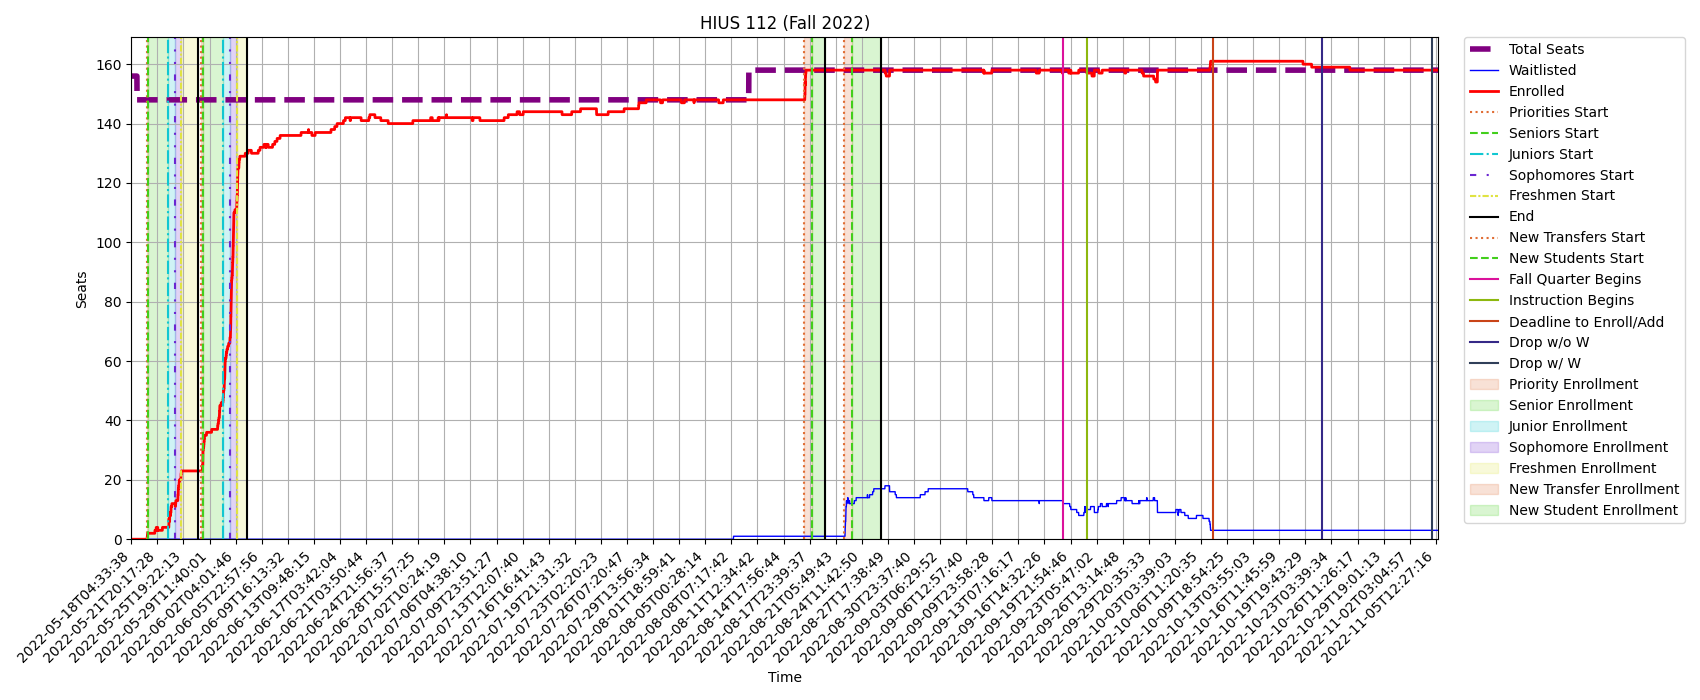 HIUS 112 (Fall 2022)
Seats
160
140
120
100
80
60
40
20
0
2022-05-18T04:33:38
2022-05-21T20:17:28
2022-05-25T19:22:13
2022-05-29T11:40:01
2022-06-02T04:01:46
2022-06-05T22:57:56
2022-06-09T16:13:32
2022-06-13T09:48:15
2022-06-17T03:42:04
2022-06-21T03:50:44
2022-06-24T21:56:37
2022-06-28T15:57:25
2022-07-02T10:24:19
2022-07-06T04:38:10
2022-07-09T23:51:27
2022-07-13T12:07:40
2022-07-16T16:41:43
2022-07-19T21:31:32
2022-07-23T02:20:23
2022-07-26T07:20:47
2022-07-29T13:56:34
2022-08-01T18:59:41
2022-08-05T00:28:14
2022-08-08T07:17:42
2022-08-11T12:34:42
2022-08-14T17:56:44
2022-08-17T23:39:37
2022-08-21T05:49:43
2022-08-24T11:42:50
2022-08-27T17:38:49
2022-08-30T23:37:40
2022-09-03T06:29:52
2022-09-06T12:57:40
2022-09-09T23:58:28
2022-09-13T07:16:17
2022-09-16T14:32:26
2022-09-19T21:54:46
2022-09-23T05:47:02
2022-09-26T13:14:48
2022-09-29T20:35:33
2022-10-03T03:39:03
2022-10-06T11:20:35
2022-10-09T18:54:25
2022-10-13T03:55:03
2022-10-16T11:45:59
2022-10-19T19:43:29
2022-10-23T03:39:34
2022-10-26T11:26:17
2022-10-29T19:01:13
2022-11-02T03:04:57
2022-11-05T12:27:16
Time
Total Seats
Waitlisted
Enrolled
Priorities Start
Seniors Start
Juniors Start
Sophomores Start
Freshmen Start
End
New Transfers Start
New Students Start
Fall Quarter Begins
Instruction Begins
Deadline to Enroll/Add
Drop w/o W
Drop w/ W
Priority Enrollment
Senior Enrollment
Junior Enrollment
Sophomore Enrollment
Freshmen Enrollment
New Transfer Enrollment
New Student Enrollment